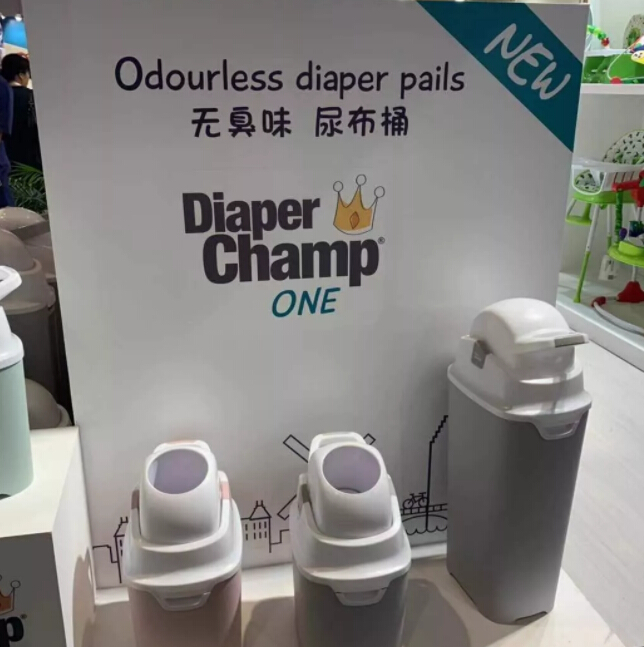 NEW
Odourless diaper pails
无臭味 尿布桶
Diaper
Champ®
ONE